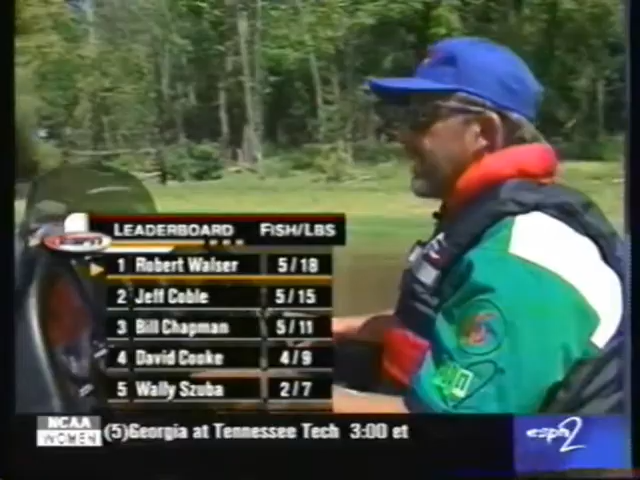 ESPN LEADERBOARD FISH/LBS
1 Robert Walser 5/18
2 Jeff Coble 5/15
3 Bill Chapman 5/11
4 David Cooke 4/9
5 Wally Szuba 2/7
NCAA
WOMEN (5)Georgia at Tennessee Tech 3:00 et
espn2